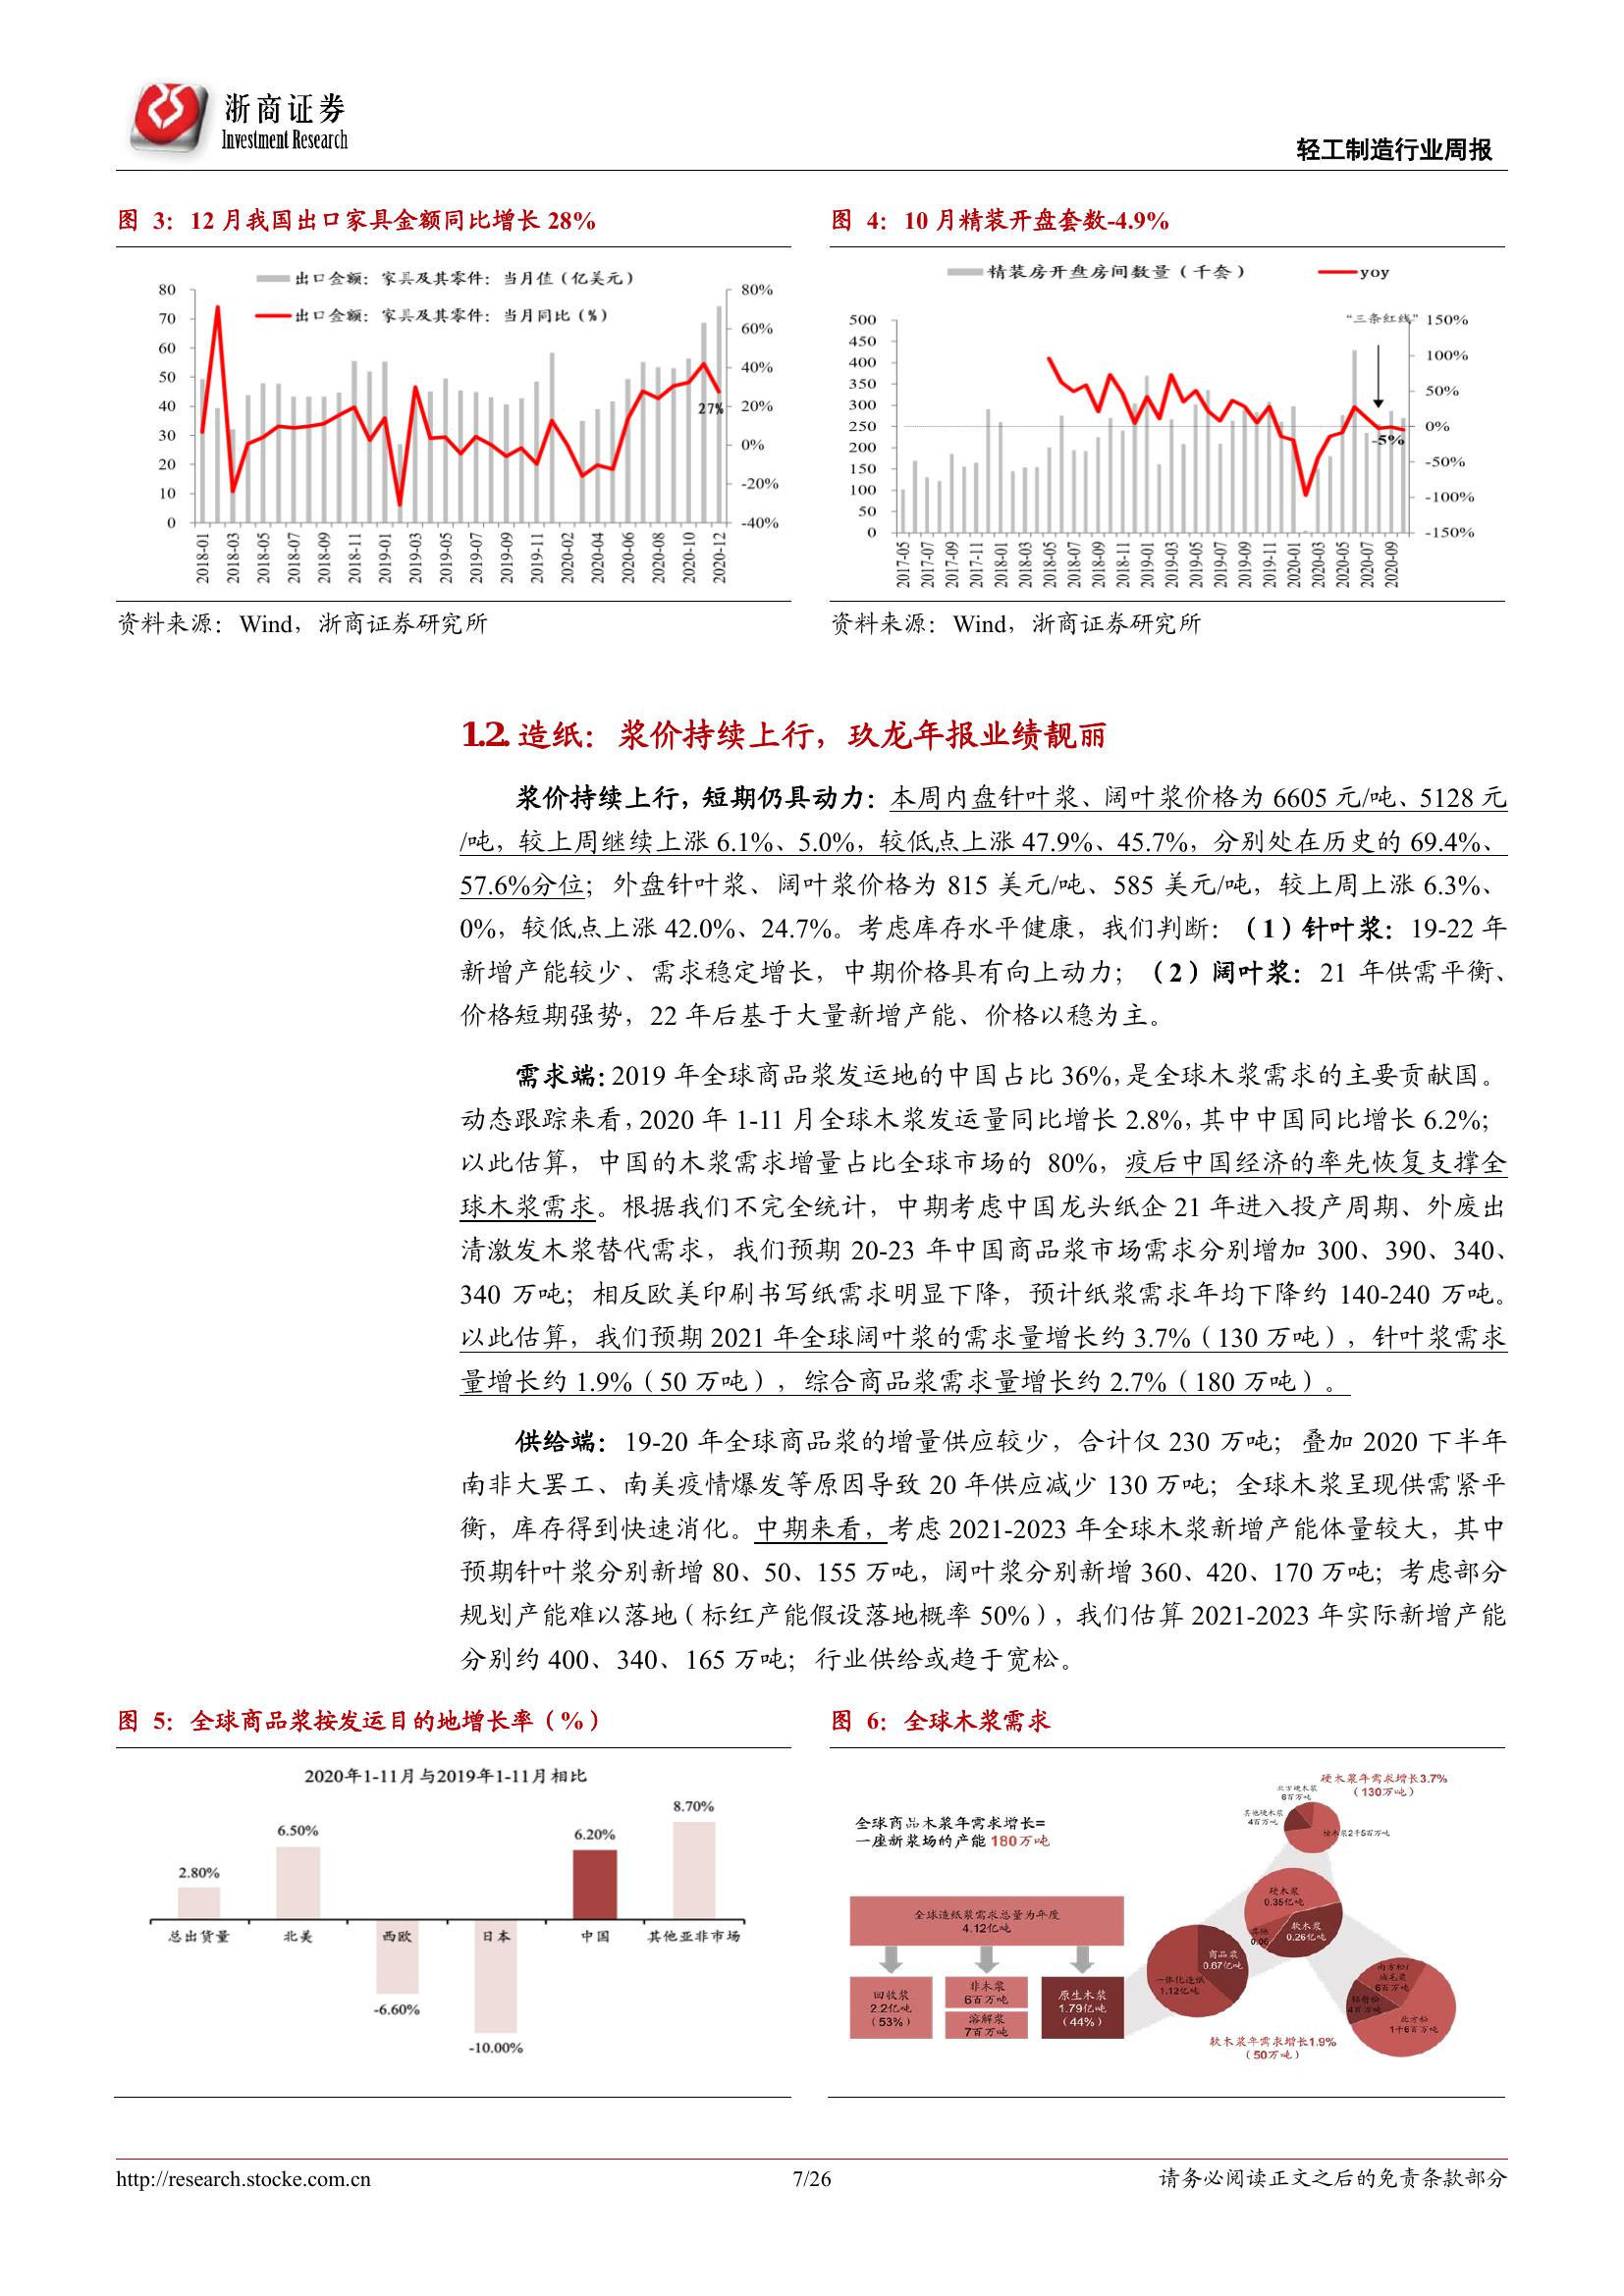 浙商证券
Investment Research
轻工制造行业周报
图 3：12 月我国出口家具金额同比增长 28%
出口金额：家具及其零件：当月值（亿美元）
出口金额：家具及其零件：当月同比（%）
80
70
60
50
40
30
20
10
0
80%
60%
40%
20%
0%
-20%
-40%
27%
2018-01
2018-03
2018-05
2018-07
2018-09
2018-11
2019-01
2019-03
2019-05
2019-07
2019-09
2019-11
2020-02
2020-04
2020-06
2020-08
2020-10
2020-12
资料来源：Wind，浙商证券研究所
图 4：10 月精装开盘套数-4.9%
精装房开盘房间数量（千套）
yoy
500
450
400
350
300
250
200
150
100
50
0
“三条红线”
150%
100%
50%
0%
-50%
-100%
-150%
-5%
2017-05
2017-07
2017-09
2017-11
2018-01
2018-03
2018-05
2018-07
2018-09
2018-11
2019-01
2019-03
2019-05
2019-07
2019-09
2019-11
2020-01
2020-03
2020-05
2020-07
2020-09
资料来源：Wind，浙商证券研究所
1.2. 造纸：浆价持续上行，玖龙年报业绩靓丽
浆价持续上行，短期仍具动力：本周内盘针叶浆、阔叶浆价格为 6605 元/吨、5128 元
/吨，较上周继续上涨 6.1%、5.0%，较低点上涨 47.9%、45.7%，分别处在历史的 69.4%、
57.6%分位；外盘针叶浆、阔叶浆价格为 815 美元/吨、585 美元/吨，较上周上涨 6.3%、
0%，较低点上涨 42.0%、24.7%。考虑库存水平健康，我们判断：（1）针叶浆：19-22 年
新增产能较少、需求稳定增长，中期价格具有向上动力；（2）阔叶浆：21 年供需平衡、
价格短期强势，22 年后基于大量新增产能、价格以稳为主。
需求端：2019 年全球商品浆发运地的中国占比 36%，是全球木浆需求的主要贡献国。
动态跟踪来看，2020 年 1-11 月全球木浆发运量同比增长 2.8%，其中中国同比增长 6.2%；
以此估算，中国的木浆需求增量占比全球市场的 80%，疫后中国经济的率先恢复支撑全
球木浆需求。根据我们不完全统计，中期考虑中国龙头纸企 21 年进入投产周期、外废出
清激发木浆替代需求，我们预期 20-23 年中国商品浆市场需求分别增加 300、390、340、
340 万吨；相反欧美印刷书写纸需求明显下降，预计纸浆需求年均下降约 140-240 万吨。
以此估算，我们预期 2021 年全球阔叶浆的需求量增长约 3.7%（130 万吨），针叶浆需求
量增长约 1.9%（50 万吨），综合商品浆需求量增长约 2.7%（180 万吨）。
供给端：19-20 年全球商品浆的增量供应较少，合计仅 230 万吨；叠加 2020 下半年
南非大罢工、南美疫情爆发等原因导致 20 年供应减少 130 万吨；全球木浆呈现供需紧平
衡，库存得到快速消化。中期来看，考虑 2021-2023 年全球木浆新增产能体量较大，其中
预期针叶浆分别新增 80、50、155 万吨，阔叶浆分别新增 360、420、170 万吨；考虑部分
规划产能难以落地（标红产能假设落地概率 50%），我们估算 2021-2023 年实际新增产能
分别约 400、340、165 万吨；行业供给或趋于宽松。
图 5：全球商品浆按发运目的地增长率（%）
2020年1-11月与2019年1-11月相比
2.80%
6.50%
-6.60%
-10.00%
6.20%
8.70%
总出货量
北美
西欧
日本
中国
其他亚非市场
图 6：全球木浆需求
全球商品木浆年需求增长=
一座新浆场的产能 180万吨
全球造纸浆需求总量为年度
4.12亿吨
回收浆
2.2亿吨
（53%）
非木浆
6百万吨
溶解浆
7百万吨
原生木浆
1.79亿吨
（44%）
商品浆
0.67亿吨
一体化造纸
1.12亿吨
硬木浆
0.35亿吨
软木浆
0.26亿吨
其他
0.06
硬木浆年需求增长3.7%
（130万吨）
北方硬木浆
6百万吨
其他硬木浆
4百万吨
桉木浆2千5百万吨
6百万吨
4百万吨
北方松
1千6百万吨
软木浆年需求增长1.9%
（50万吨）
http://research.stocke.com.cn
7/26
请务必阅读正文之后的免责条款部分